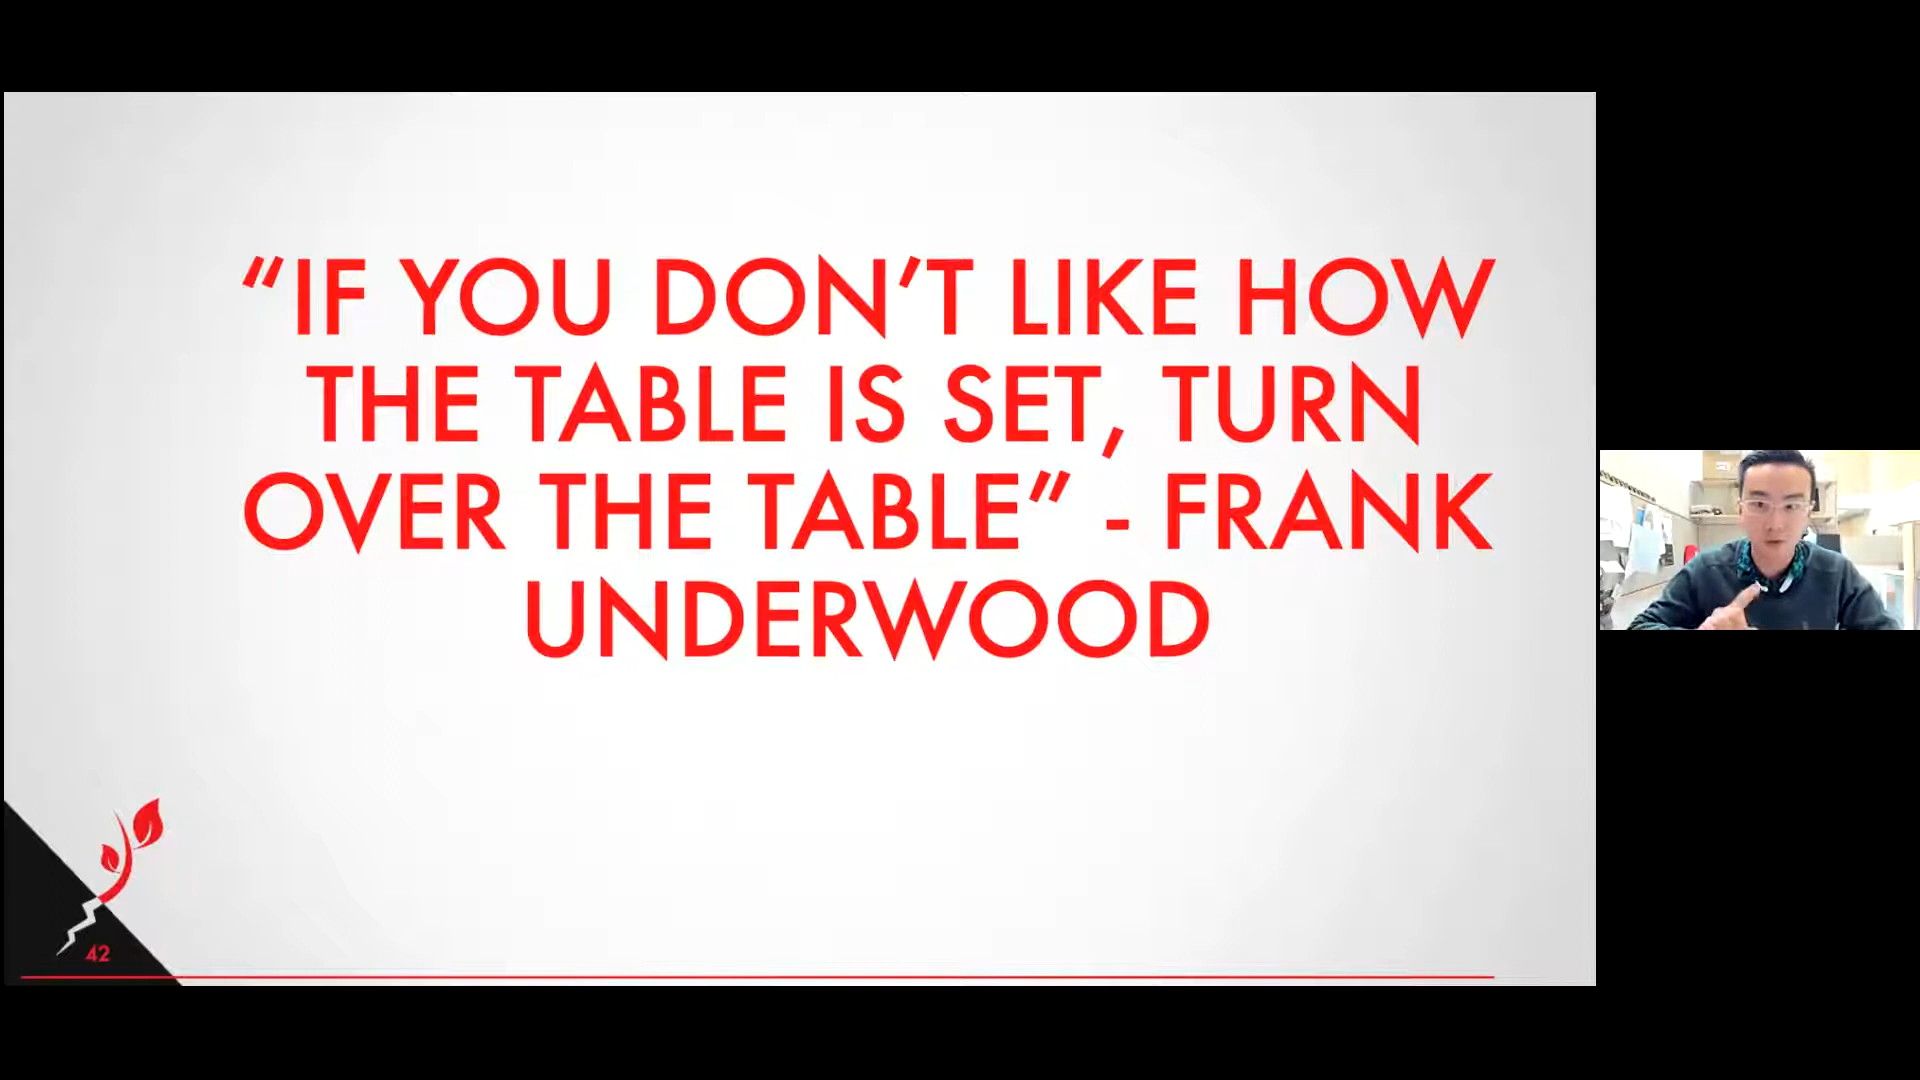 “IF YOU DON’T LIKE HOW
THE TABLE IS SET, TURN
OVER THE TABLE” - FRANK
UNDERWOOD
42